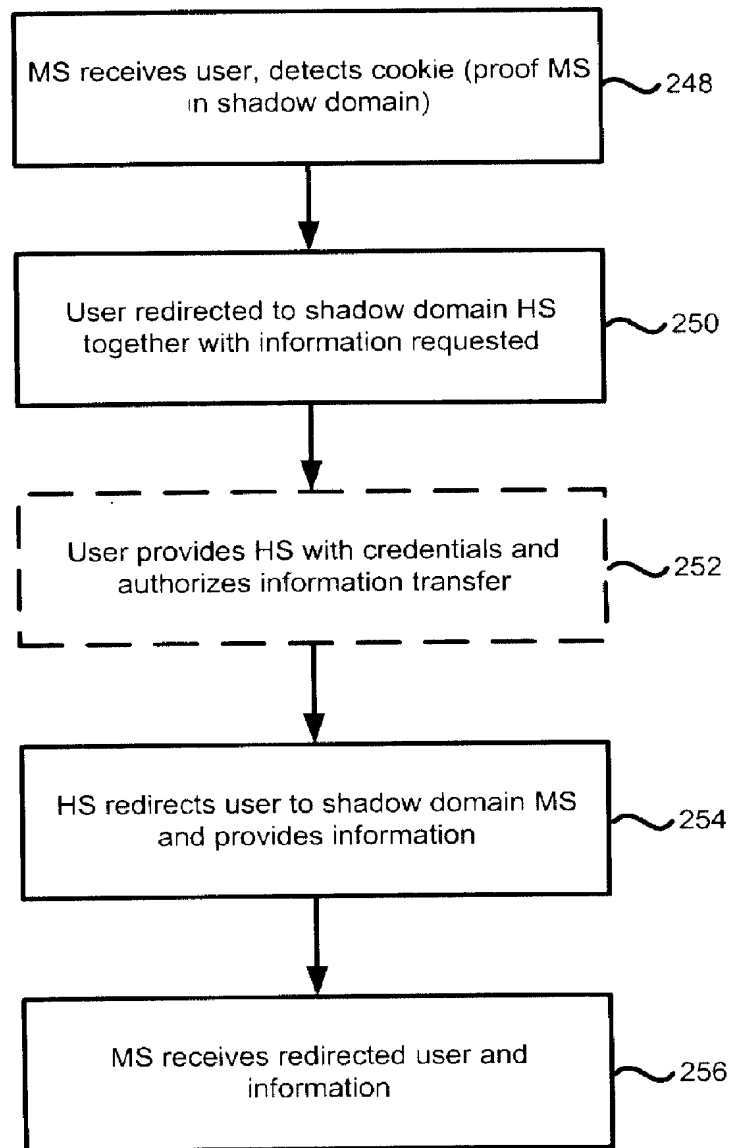 MS receives user, detects cookie (proof MS
in shadow domain)
248
User redirected to shadow domain HS
together with information requested
250
User provides HS with credentials and
authorizes information transfer
252
HS redirects user to shadow domain MS
and provides information
254
MS receives redirected user and
information
256